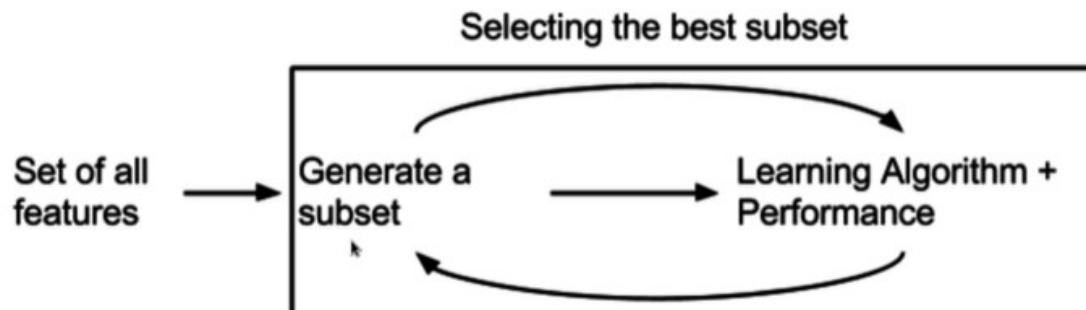 Selecting the best subset
Set of all
features
Generate a
subset
Learning Algorithm +
Performance